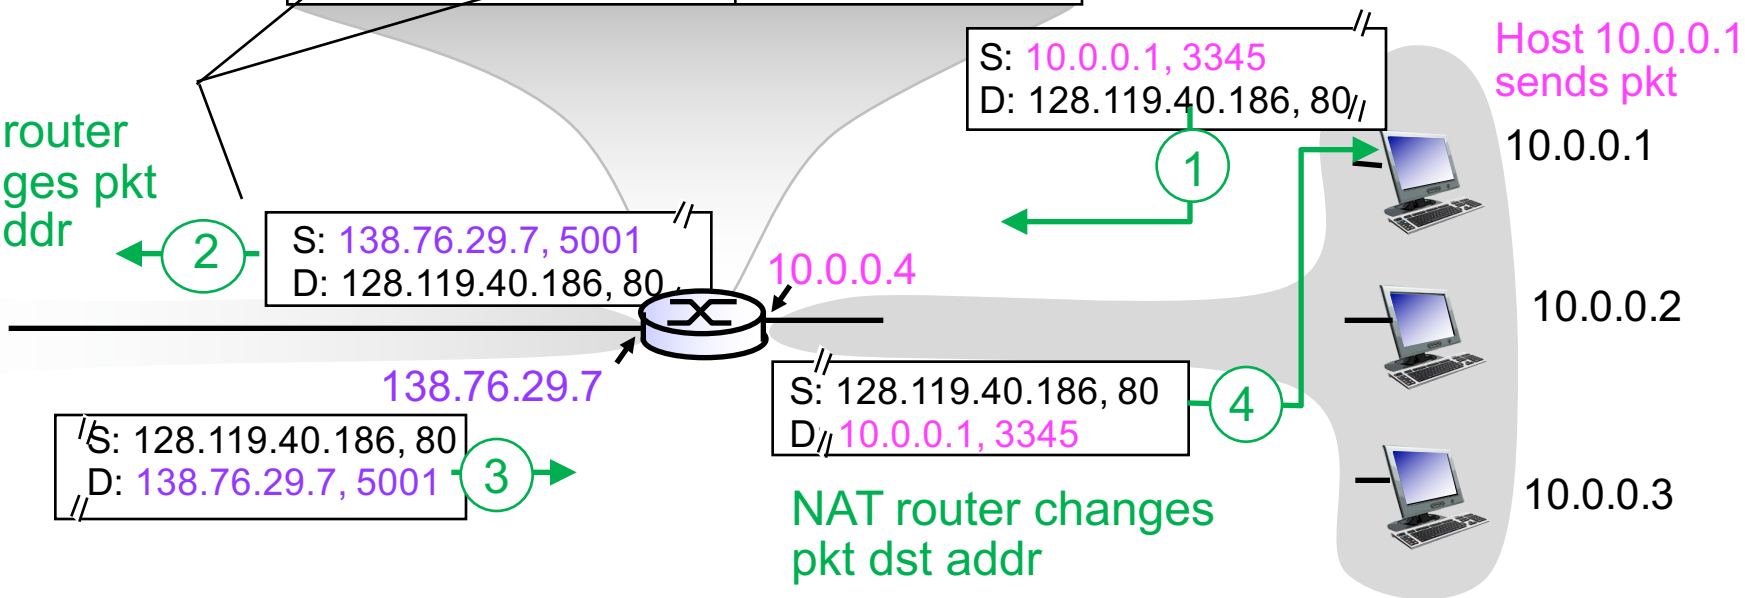 Host 10.0.0.1
sends pkt
S: 10.0.0.1, 3345
D: 128.119.40.186, 80
1
10.0.0.1
router
ges pkt
ddr
2
S: 138.76.29.7, 5001
D: 128.119.40.186, 80
10.0.0.4
10.0.0.2
138.76.29.7
S: 128.119.40.186, 80
D: 10.0.0.1, 3345
4
S: 128.119.40.186, 80
D: 138.76.29.7, 5001
3
10.0.0.3
NAT router changes
pkt dst addr